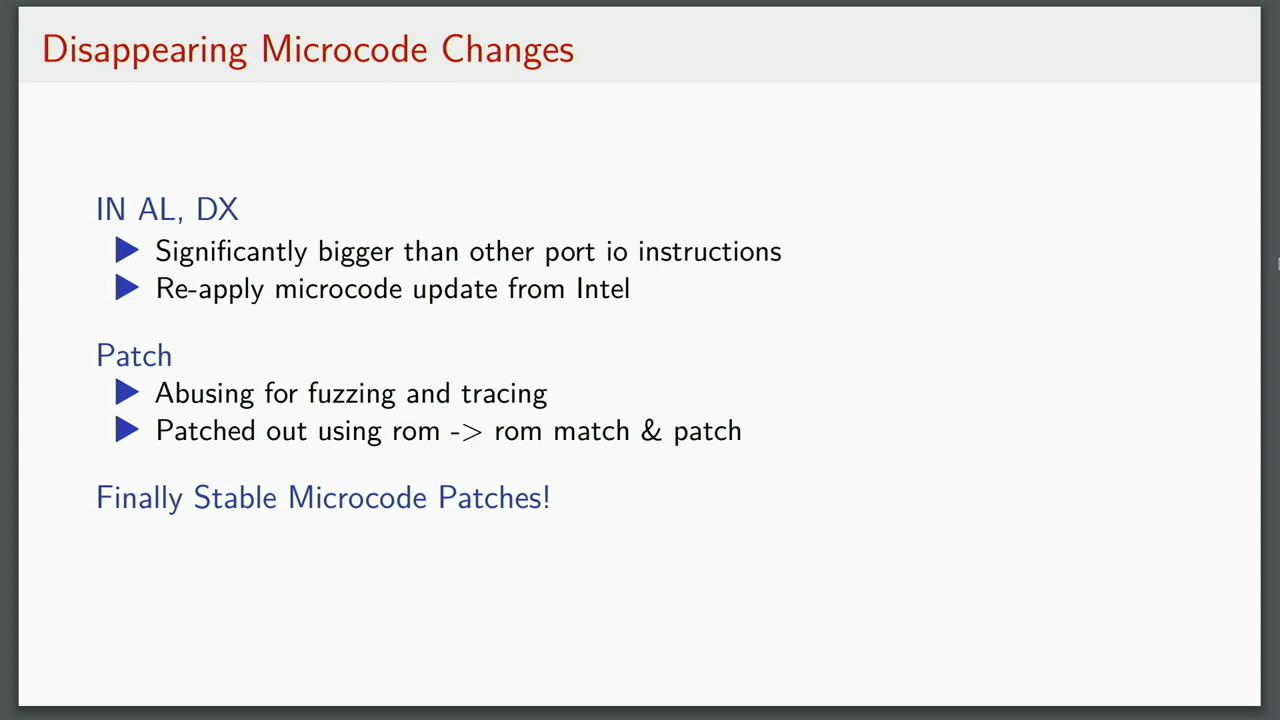 Disappearing Microcode Changes
IN AL, DX
Significantly bigger than other port io instructions
Re-apply microcode update from Intel
Patch
Abusing for fuzzing and tracing
Patched out using rom -> rom match & patch
Finally Stable Microcode Patches!